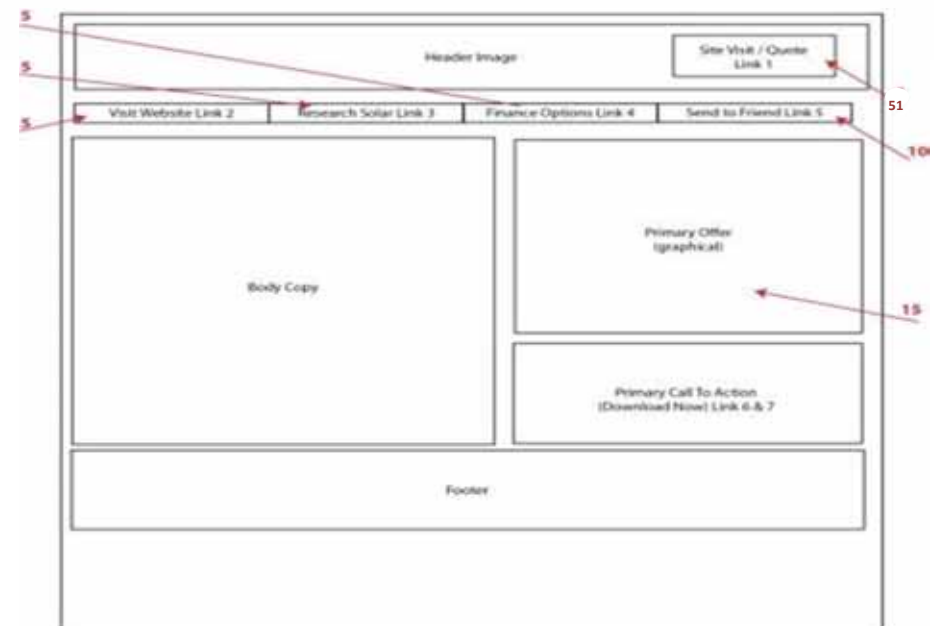 5
Header Image
Site Visit / Quote
Link 1
5
51
Visit Website Link 2
Research Solar Link 3
Finance Options Link 4
Send to Friend Link 5
5
10
Primary Offer
(graphical)
Body Copy
15
Primary Call To Action
(Download Now) Link 6 & 7
Footer